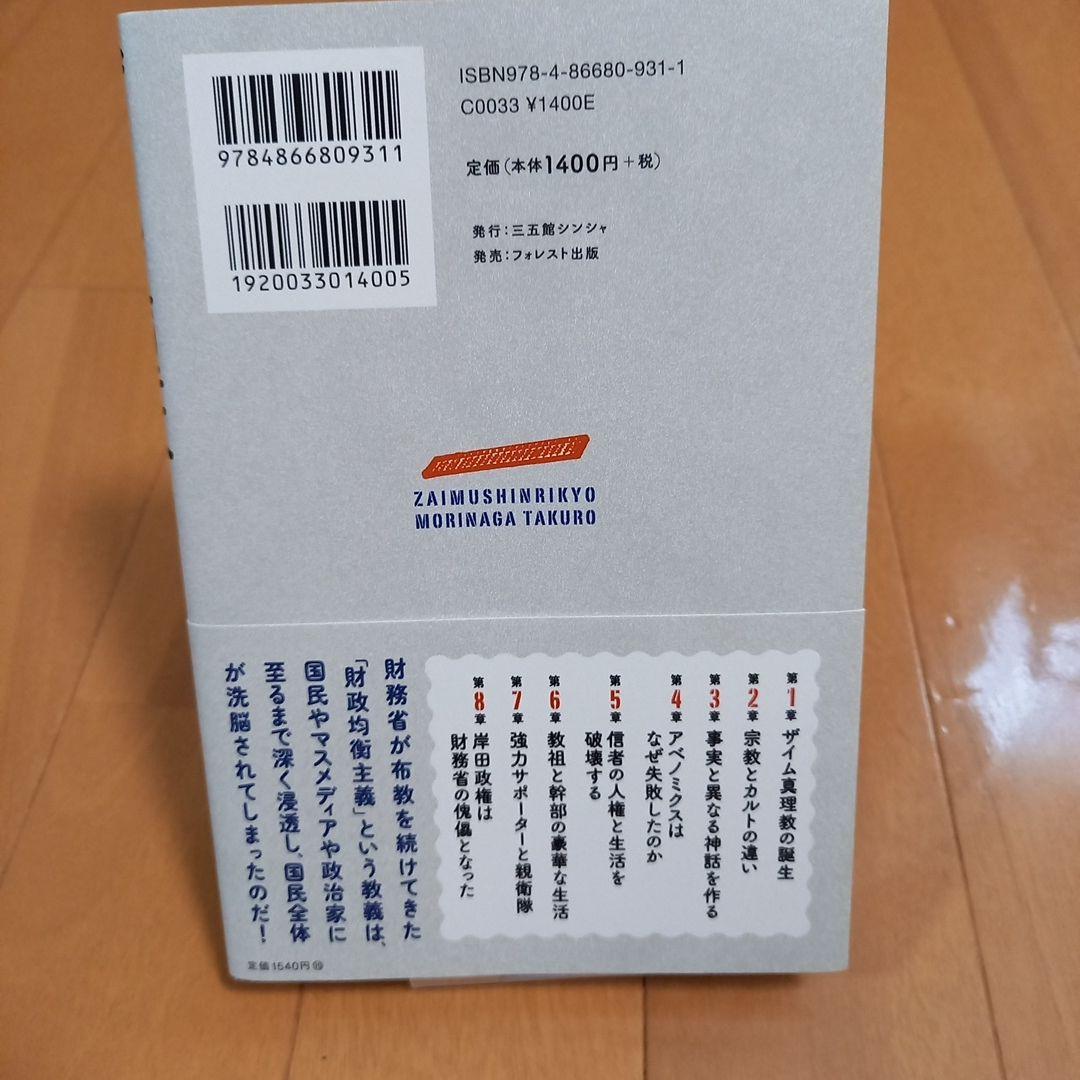 9784866809311
1920033014005
ISBN978-4-86680-931-1
C0033 ¥1400E
定価(本体1400円+税)
発行:三五館シンシャ
発売:フォレスト出版
ZAIMUSHINRIKYO
MORINAGA TAKURO
第1章 ザイム真理教の誕生
第2章 宗教とカルトの違い
第3章 事実と異なる神話を作る
第4章 アベノミクスは
なぜ失敗したのか
第5章 信者の人権と生活を
破壊する
第6章 教祖と幹部の豪華な生活
第7章 強力サポーターと親衛隊
第8章 岸田政権は
財務省の傀儡となった
財務省が布教を続けてきた
「財政均衡主義」という教義は、
国民やマスメディアや政治家に
至るまで深く浸透し、国民全体
が洗脳されてしまったのだ!
定価1540円⑩